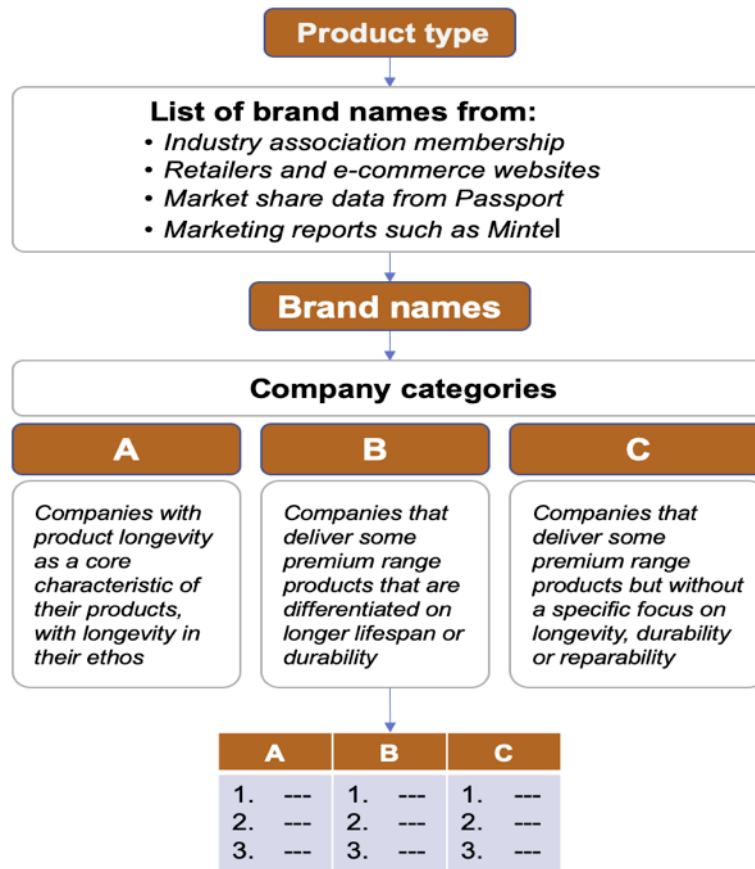 Product type
List of brand names from:
• Industry association membership
• Retailers and e-commerce websites
• Market share data from Passport
• Marketing reports such as Mintel
Brand names
Company categories
A
Companies with
product longevity
as a core
characteristic of
their products,
with longevity in
their ethos
B
Companies that
deliver some
premium range
products that are
differentiated on
longer lifespan or
durability
C
Companies that
deliver some
premium range
products but without
a specific focus on
longevity, durability
or reparability
A B C
1. --- 1. --- 1. ---
2. --- 2. --- 2. ---
3. --- 3. --- 3. ---